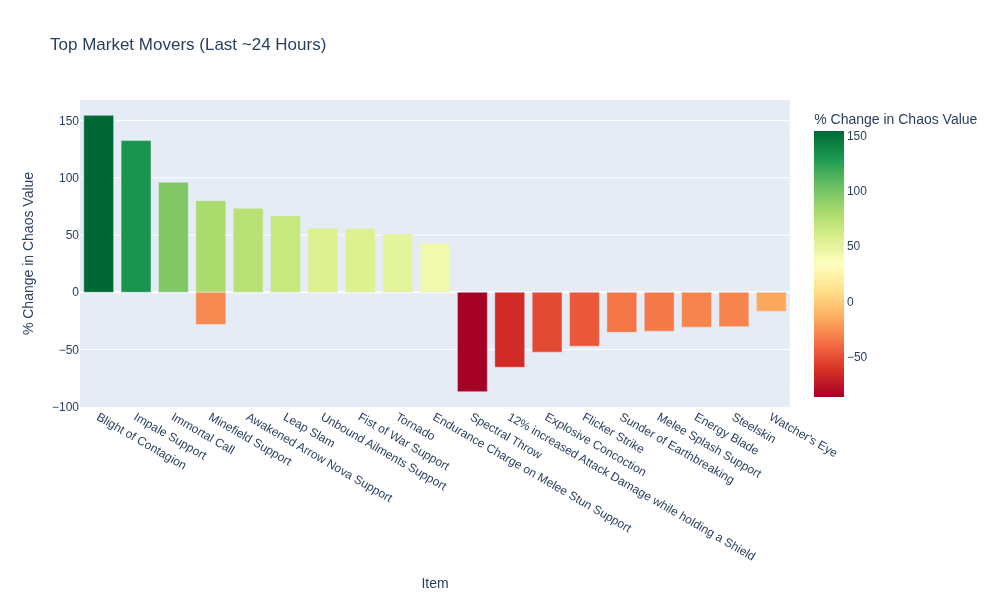 Top Market Movers (Last ~24 Hours)
% Change in Chaos Value
150
100
50
0
−50
−100
Blight of Contagion
Impale Support
Immortal Call
Minefield Support
Awakened Arrow Nova Support
Leap Slam
Unbound Ailments Support
Fist of War Support
Tornado
Endurance Charge on Melee Stun Support
Spectral Throw
12% increased Attack Damage while holding a Shield
Explosive Concoction
Flicker Strike
Sunder of Earthbreaking
Melee Splash Support
Energy Blade
Steelskin
Watcher's Eye
Item
% Change in Chaos Value
150
100
50
0
−50